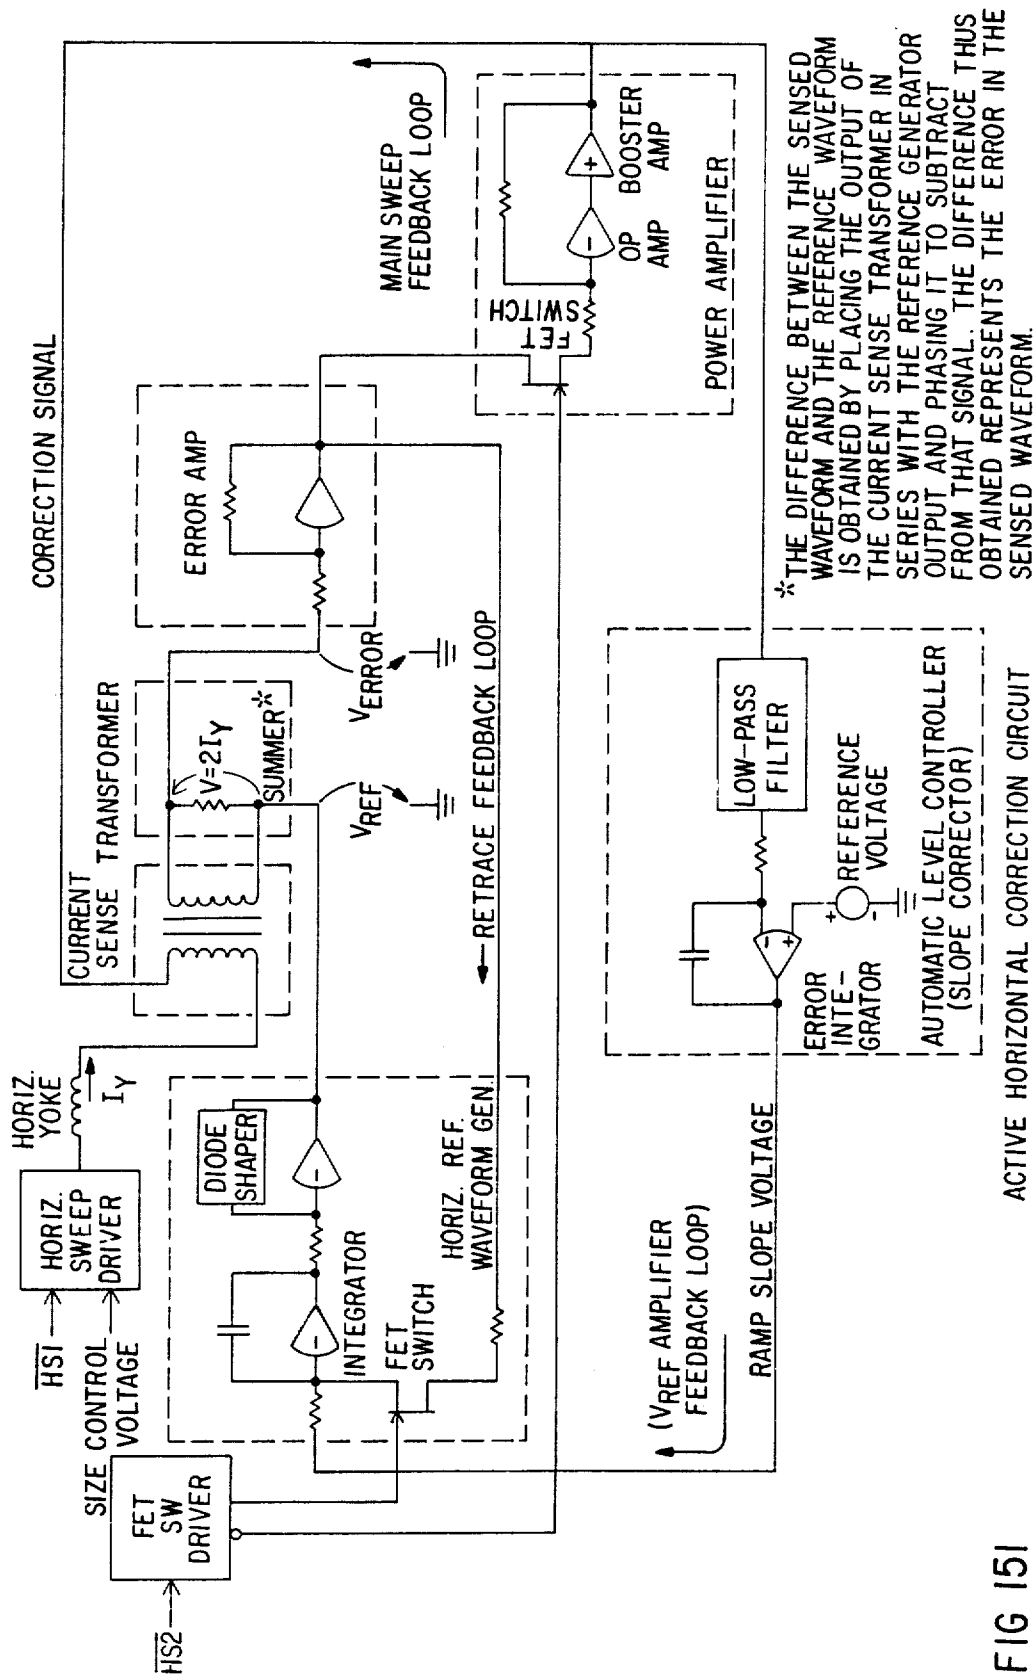 CORRECTION SIGNAL
MAIN SWEEP
FEEDBACK LOOP
HORIZ.
YOKE
I_Y
HS1
SIZE CONTROL
VOLTAGE
HORIZ.
SWEEP
DRIVER
HS2
FET
SW
DRIVER
CURRENT
SENSE TRANSFORMER
V=2I_Y
SUMMER*
V_REF
V_ERROR
ERROR AMP
DIODE
SHAPER
INTEGRATOR
FET
SWITCH
HORIZ. REF.
WAVEFORM GEN.
RETRACE FEEDBACK LOOP
FET
SWITCH
OP
AMP
BOOSTER
AMP
POWER AMPLIFIER
(V_REF AMPLIFIER
FEEDBACK LOOP)
RAMP SLOPE VOLTAGE
LOW-PASS
FILTER
REFERENCE
VOLTAGE
ERROR
INTE-
GRATOR
AUTOMATIC LEVEL CONTROLLER
(SLOPE CORRECTOR)
*THE DIFFERENCE BETWEEN THE SENSED
WAVEFORM AND THE REFERENCE WAVEFORM
IS OBTAINED BY PLACING THE OUTPUT OF
THE CURRENT SENSE TRANSFORMER IN
SERIES WITH THE REFERENCE GENERATOR
OUTPUT AND PHASING IT TO SUBTRACT
FROM THAT SIGNAL. THE DIFFERENCE THUS
OBTAINED REPRESENTS THE ERROR IN THE
SENSED WAVEFORM.
ACTIVE HORIZONTAL CORRECTION CIRCUIT
FIG 151